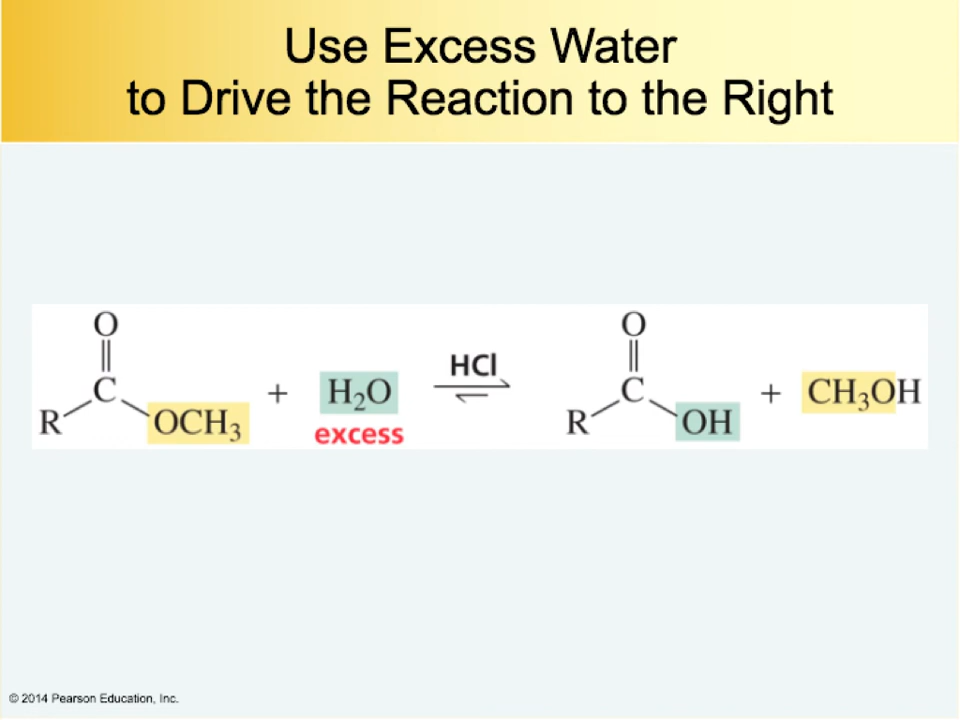 Use Excess Water
to Drive the Reaction to the Right
O
C
R
OCH₃
+
H₂O
excess
HCl
O
C
R
OH
+
CH₃OH
© 2014 Pearson Education, Inc.